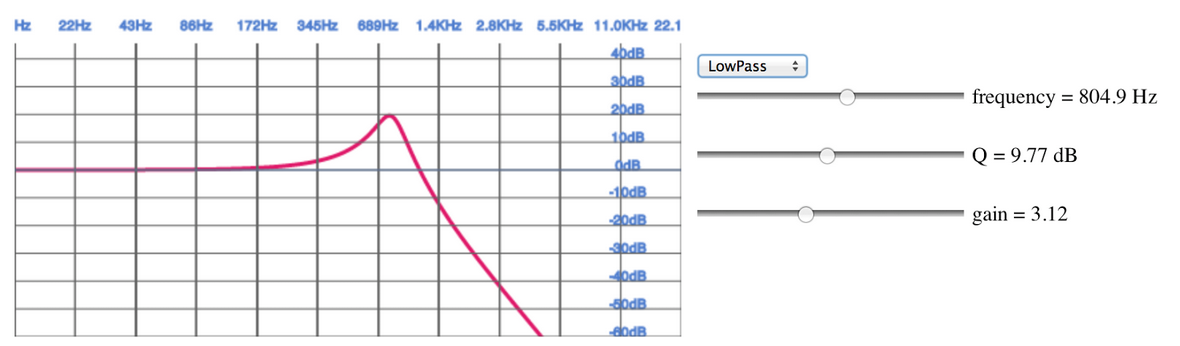 Hz 22Hz 43Hz 86Hz 172Hz 345Hz 689Hz 1.4KHz 2.8KHz 5.5KHz 11.0KHz 22.1
40dB
30dB
20dB
10dB
0dB
-10dB
-20dB
-30dB
-40dB
-50dB
-60dB
LowPass
frequency = 804.9 Hz
Q = 9.77 dB
gain = 3.12